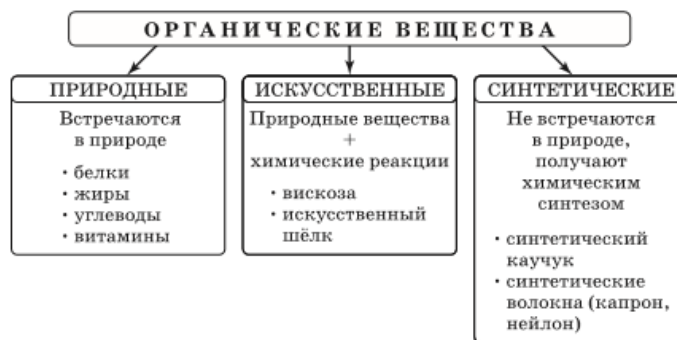 ОРГАНИЧЕСКИЕ ВЕЩЕСТВА
ПРИРОДНЫЕ
Встречаются
в природе
· белки
· жиры
· углеводы
· витамины
ИСКУССТВЕННЫЕ
Природные вещества
+
химические реакции
· вискоза
· искусственный
шёлк
СИНТЕТИЧЕСКИЕ
Не встречаются
в природе,
получают
химическим
синтезом
· синтетический
каучук
· синтетические
волокна (капрон,
нейлон)